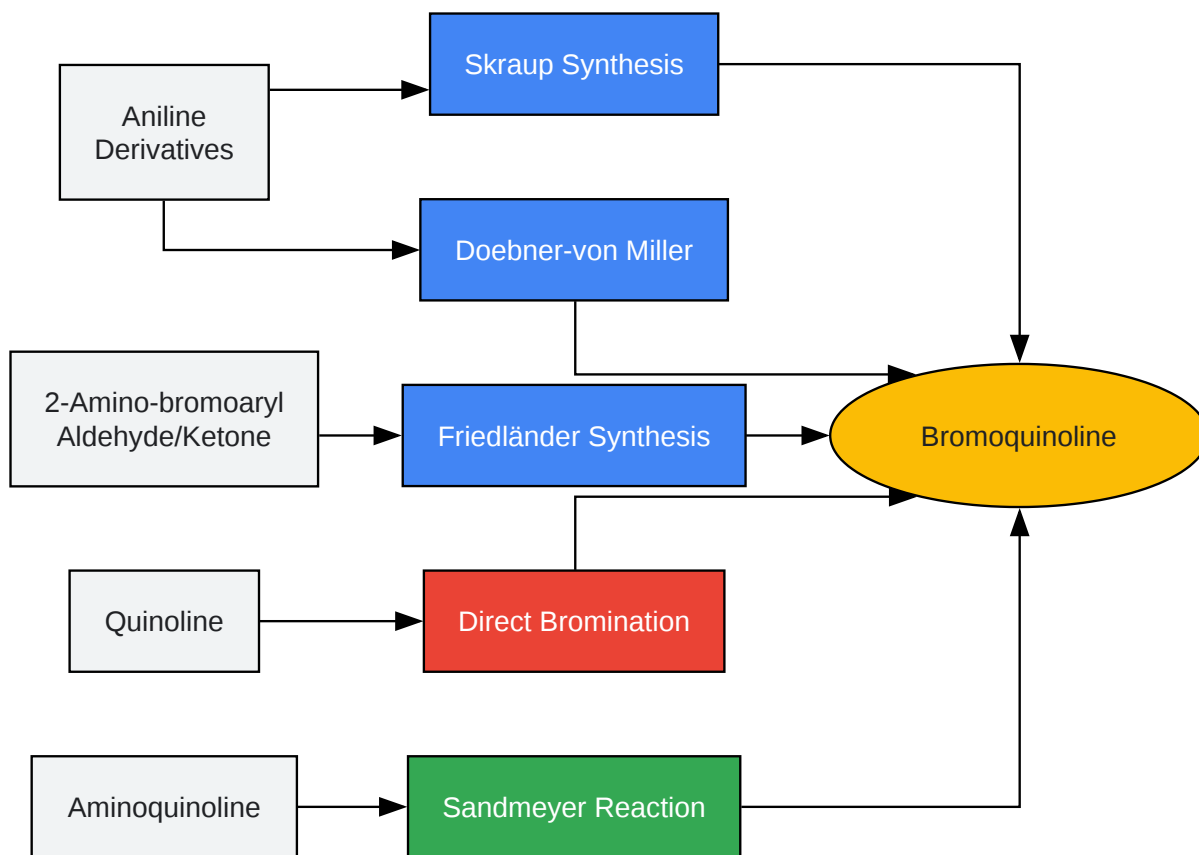 Skraup Synthesis
Aniline
Derivatives
Doebner-von Miller
2-Amino-bromoaryl
Aldehyde/Ketone
Friedländer Synthesis
Bromoquinoline
Quinoline
Direct Bromination
Aminoquinoline
Sandmeyer Reaction